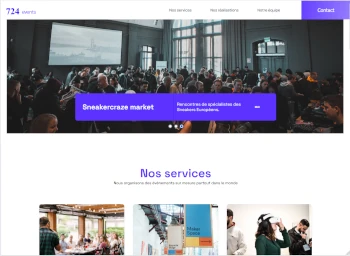 724 events
Nos services
Nos réalisations
Notre équipe
Contact
Sneakercraze market
Rencontres de spécialistes des
Sneakers Européens.
Nos services
Nous organisons des événements sur mesure partout dans le monde